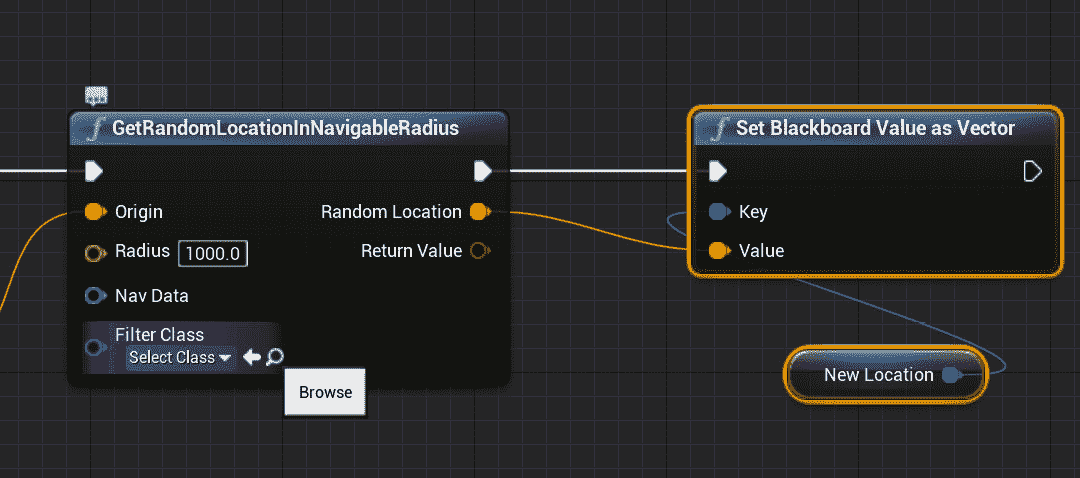 GetRandomLocationInNavigableRadius
Origin
Random Location
Radius 1000.0
Return Value
Nav Data
Filter Class
Select Class
Browse
Set Blackboard Value as Vector
Key
Value
New Location